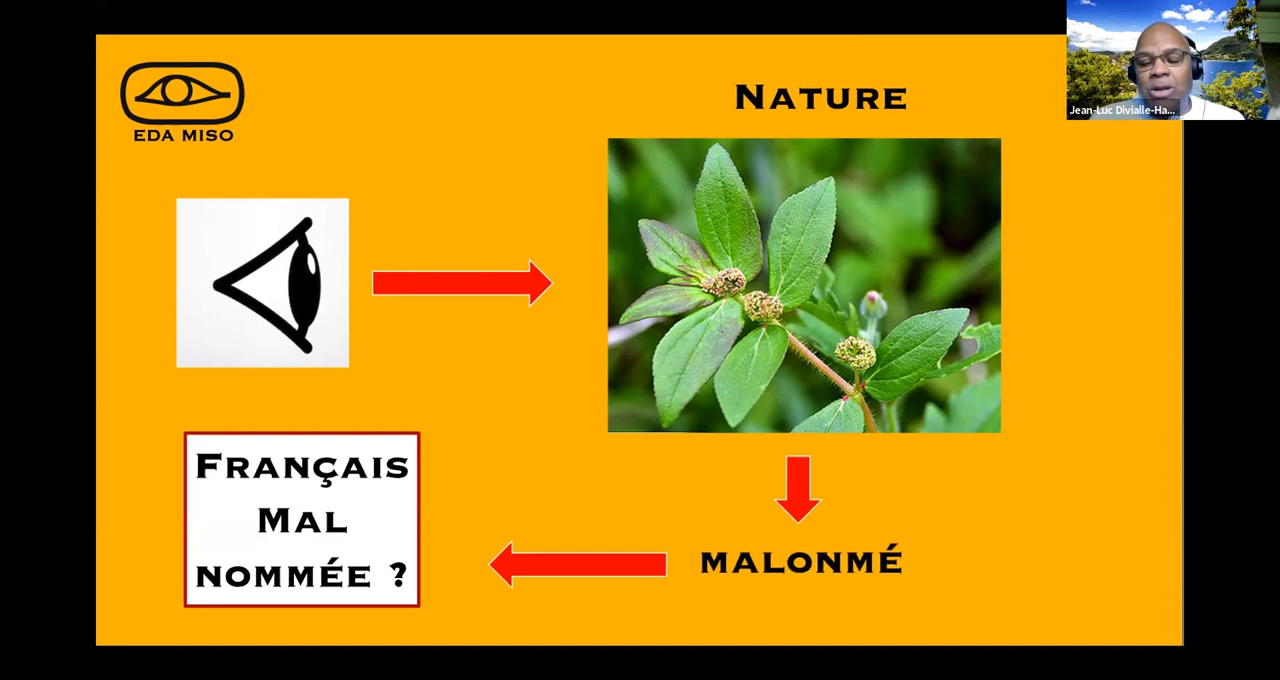 EDA MISO
NATURE
Jean-Luc Divialle-Ha...
FRANÇAIS
MAL
NOMMÉE ?
MALONMÉ